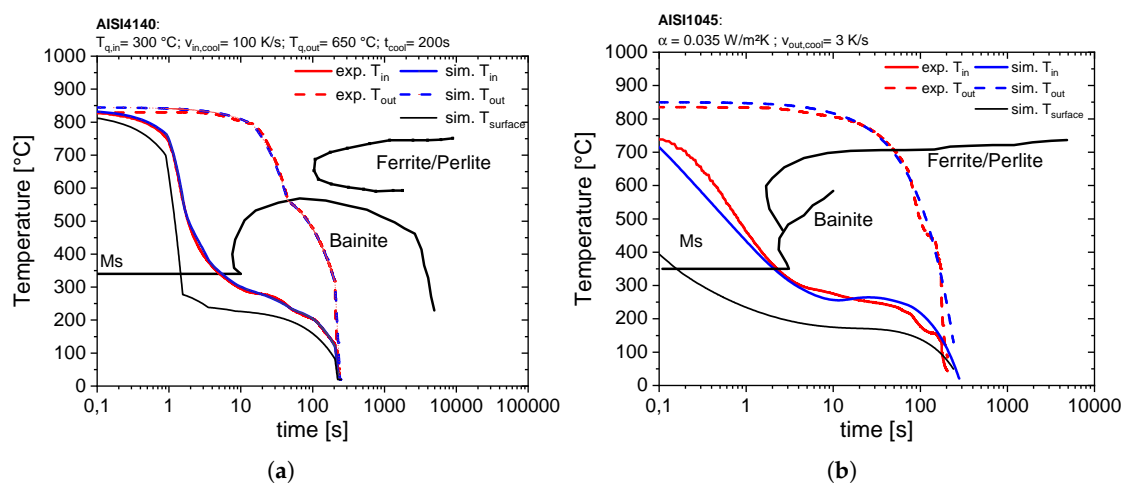 AISI4140:
T_q,in= 300 °C; v_in,cool= 100 K/s; T_q,out= 650 °C; t_cool= 200s
1000
900
800
700
600
500
400
300
200
100
0
Temperature [°C]
exp. T_in
sim. T_in
exp. T_out
sim. T_out
sim. T_surface
Ferrite/Perlite
Bainite
Ms
0,1
1
10
100
1000
10000
100000
time [s]
(a)
AISI1045:
α = 0.035 W/m²K ; v_out,cool= 3 K/s
1000
900
800
700
600
500
400
300
200
100
0
Temperature [°C]
exp. T_in
sim. T_in
exp. T_out
sim. T_out
sim. T_surface
Ferrite/Perlite
Bainite
Ms
0,1
1
10
100
1000
10000
time [s]
(b)